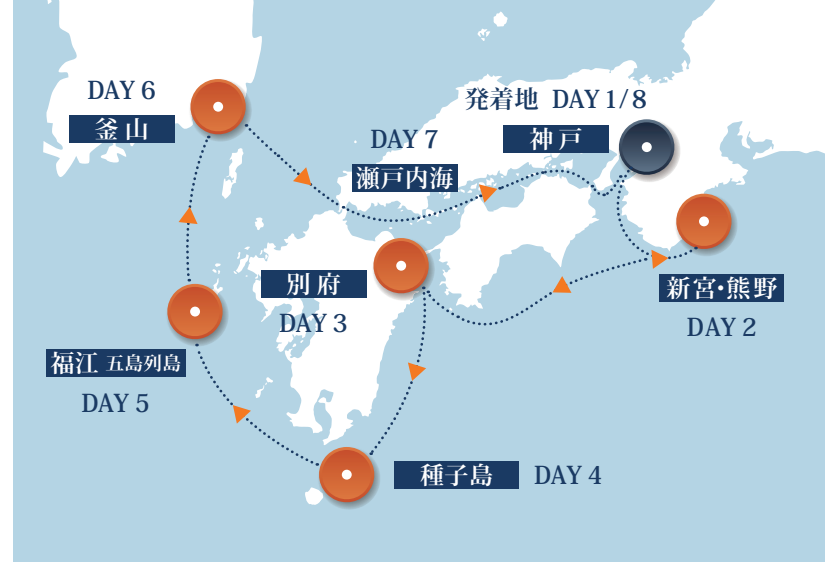 DAY 6
釜山
発着地 DAY 1/8
神戸
DAY 7
瀬戸内海
別府
DAY 3
新宮・熊野
DAY 2
福江 五島列島
DAY 5
種子島 DAY 4